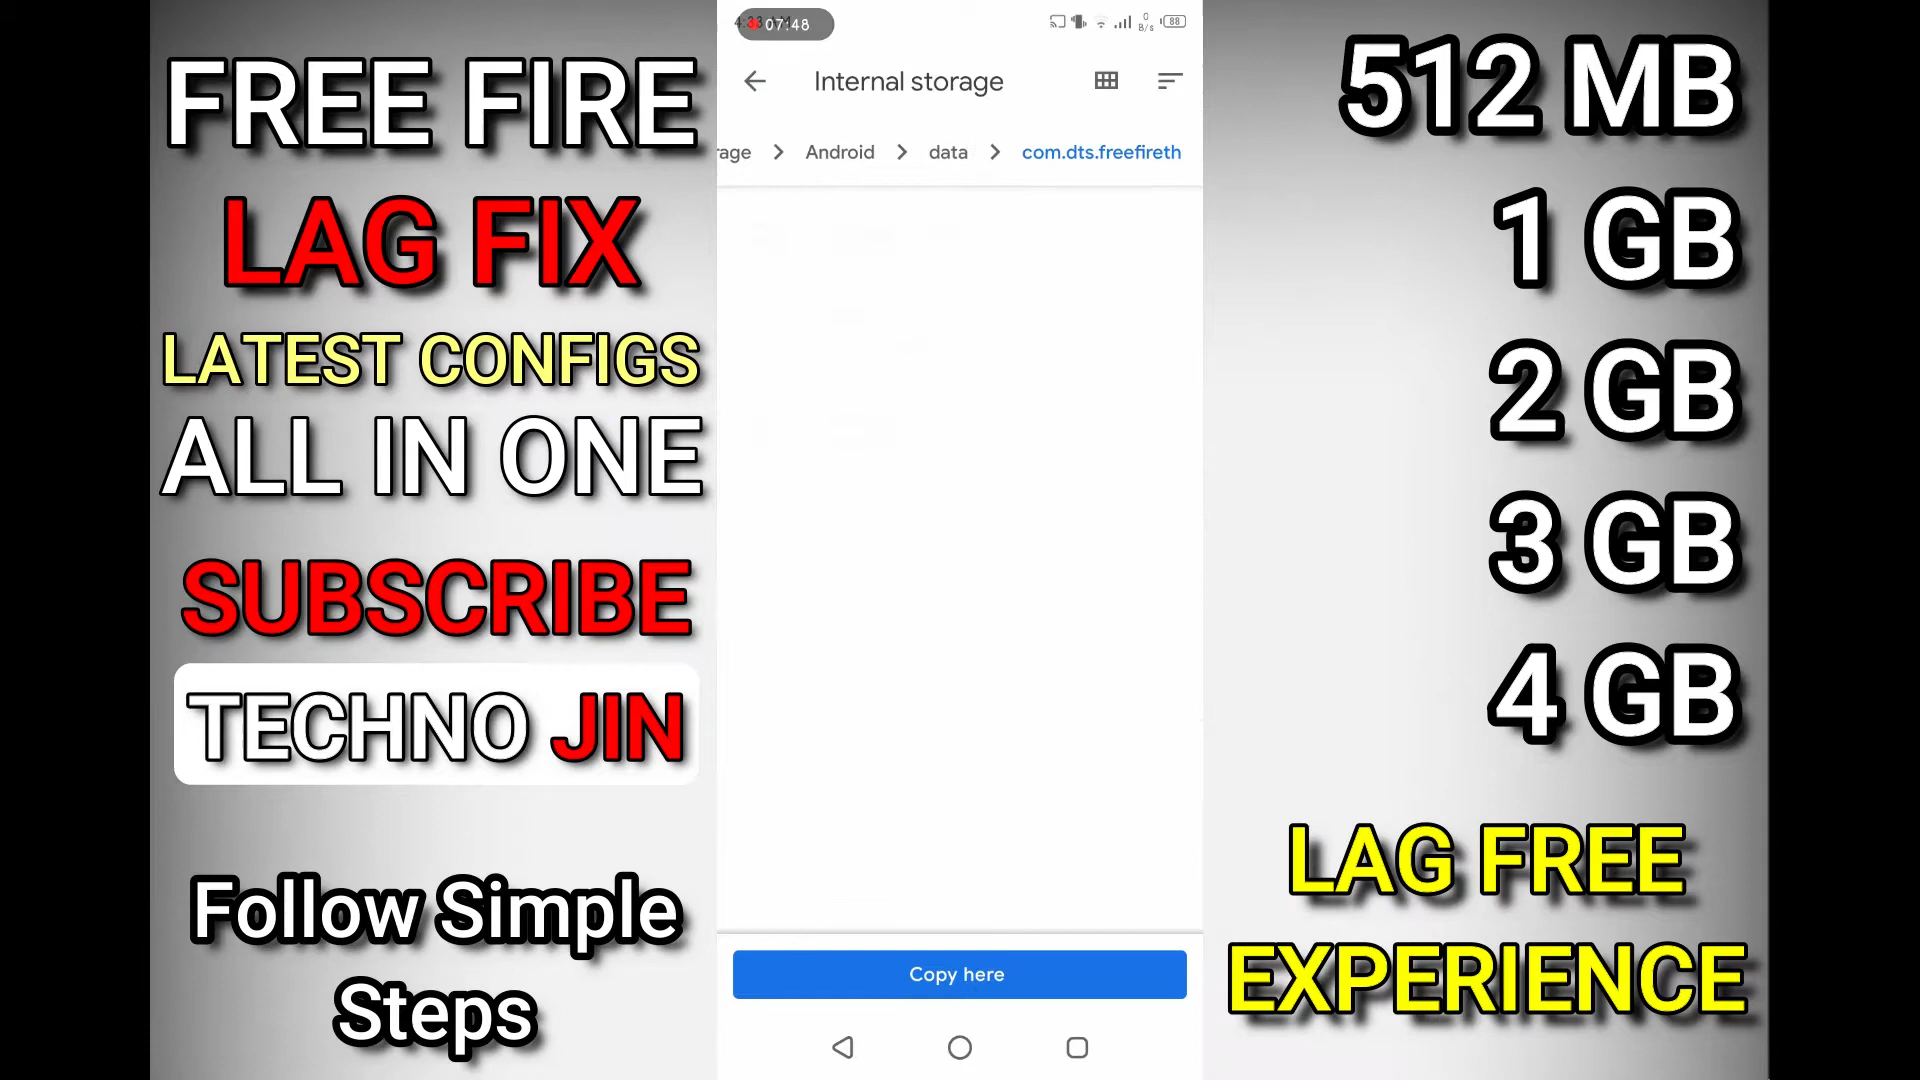 FREE FIRE
LAG FIX
LATEST CONFIGS
ALL IN ONE
SUBSCRIBE
TECHNO JIN
Follow Simple
Steps
07:48
0
B/s
88
Internal storage
rage > Android > data > com.dts.freefireth
Copy here
512 MB
1 GB
2 GB
3 GB
4 GB
LAG FREE
EXPERIENCE